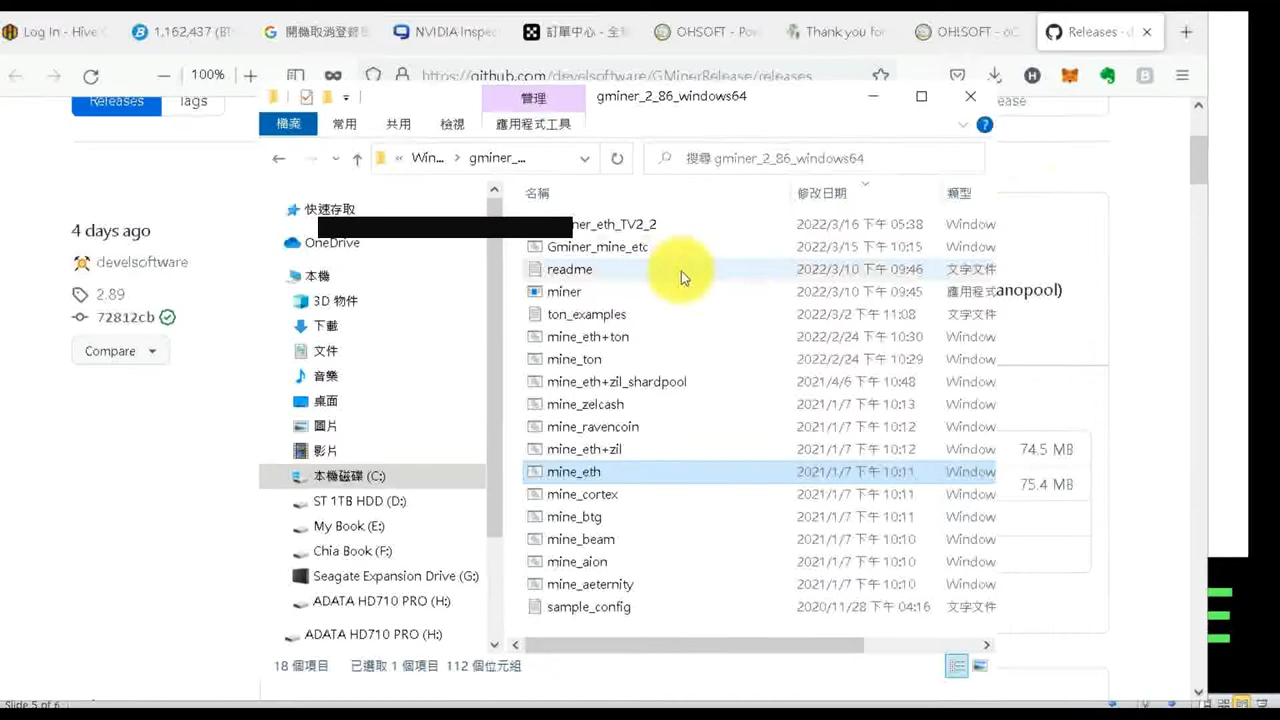 Log In - Hive
1,162,437 (BT
開機取消登錄
NVIDIA Inspec
訂單中心 - 全
OHSOFT - Po
Thank you for
OH!SOFT - oC
Releases - d
100%
https://github.com/develsoftware/GMinerRelease/releases
Releases
Tags
管理
gminer_2_86_windows64
檔案
常用
共用
檢視
應用程式工具
Win...
gminer_...
搜尋 gminer_2_86_windows64
名稱
修改日期
類型
快速存取
OneDrive
本機
3D 物件
下載
文件
音樂
桌面
圖片
影片
本機磁碟 (C:)
ST 1TB HDD (D:)
My Book (E:)
Chia Book (F:)
Seagate Expansion Drive (G:)
ADATA HD710 PRO (H:)
ADATA HD710 PRO (H:)
ner_eth_TV2_2 2022/3/16 下午 05:38 Window
Gminer_mine_etc 2022/3/15 下午 10:15 Window
readme 2022/3/10 下午 09:46 文字文件
miner 2022/3/10 下午 09:45 應用程式
ton_examples 2022/3/2 下午 11:08 文字文件
mine_eth+ton 2022/2/24 下午 10:30 Window
mine_ton 2022/2/24 下午 10:29 Window
mine_eth+zil_shardpool 2021/4/6 下午 10:48 Window
mine_zelcash 2021/1/7 下午 10:13 Window
mine_ravencoin 2021/1/7 下午 10:12 Window
mine_eth+zil 2021/1/7 下午 10:12 Window
mine_eth 2021/1/7 下午 10:11 Window
mine_cortex 2021/1/7 下午 10:11 Window
mine_btg 2021/1/7 下午 10:11 Window
mine_beam 2021/1/7 下午 10:10 Window
mine_aion 2021/1/7 下午 10:10 Window
mine_aeternity 2021/1/7 下午 10:10 Window
sample_config 2020/11/28 下午 04:16 文字文件
18 個項目
已選取 1 個項目 112 個位元組
4 days ago
develsoftware
2.89
72812cb
Compare
ease
anopool)
74.5 MB
75.4 MB
Slide 5 of 6